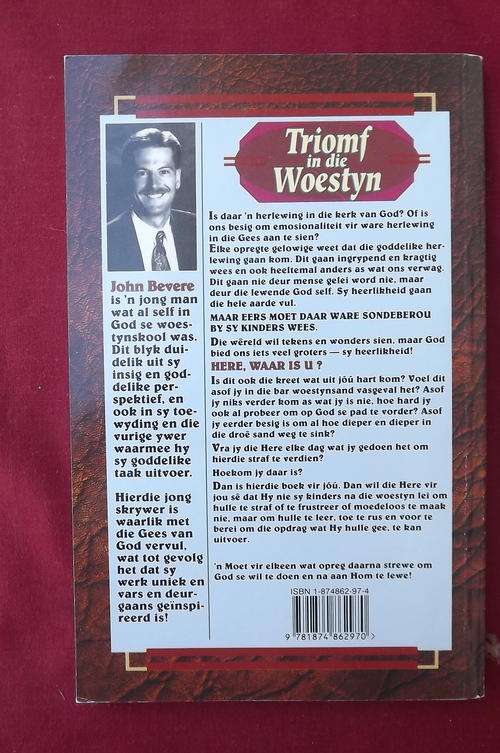 Triomf
in die
Woestyn
John Bevere
is 'n jong man
wat al self in
God se woes-
tynskool was.
Dit blyk dui-
delik uit sy
insig en god-
delike per-
spektief, en
ook in sy toe-
wyding en die
vurige ywer
waarmee hy
sy goddelike
taak uitvoer.
Hierdie jong
skrywer is
waarlik met
die Gees van
God vervul,
wat tot gevolg
het dat sy
werk uniek en
vars en deur-
gaans geïnspi-
reerd is!
Is daar 'n herlewing in die kerk van God? Of is
ons besig om emosionaliteit vir ware herlewing
in die Gees aan te sien?
Elke opregte gelowige weet dat die goddelike her-
lewing gaan kom. Dit gaan ingrypend en kragtig
wees en ook heeltemal anders as wat ons verwag.
Dit gaan nie deur mense gelei word nie, maar
deur die lewende God self. Sy heerlikheid gaan
die hele aarde vul.
MAAR EERS MOET DAAR WARE SONDEBEROU
BY SY KINDERS WEES.
Die wêreld wil tekens en wonders sien, maar God
bied ons iets veel groters — sy heerlikheid!
HERE, WAAR IS U ?
Is dit ook die kreet wat uit jóú hart kom? Voel dit
asof jy in die bar woestynsand vasgeval het? Asof
jy niks verder kom as wat jy is nie, hoe hard jy
ook al probeer om op God se pad te vorder? Asof
jy eerder besig is om al hoe dieper en dieper in
die droë sand weg te sink?
Vra jy die Here elke dag wat jy gedoen het om
hierdie straf te verdien?
Hoekom jy daar is?
Dan is hierdie boek vir jóú. Dan wil die Here vir
jou sê dat Hy nie sy kinders na die woestyn lei om
hulle te straf of te frustreer of moedeloos te maak
nie, maar om hulle te leer, toe te rus en voor te
berei om die opdrag wat Hy hulle gee, te kan
uitvoer.
'n Moet vir elkeen wat opreg daarna strewe om
God se wil te doen en na aan Hom te lewe!
ISBN 1-874862-97-4
9 781874 862970 >